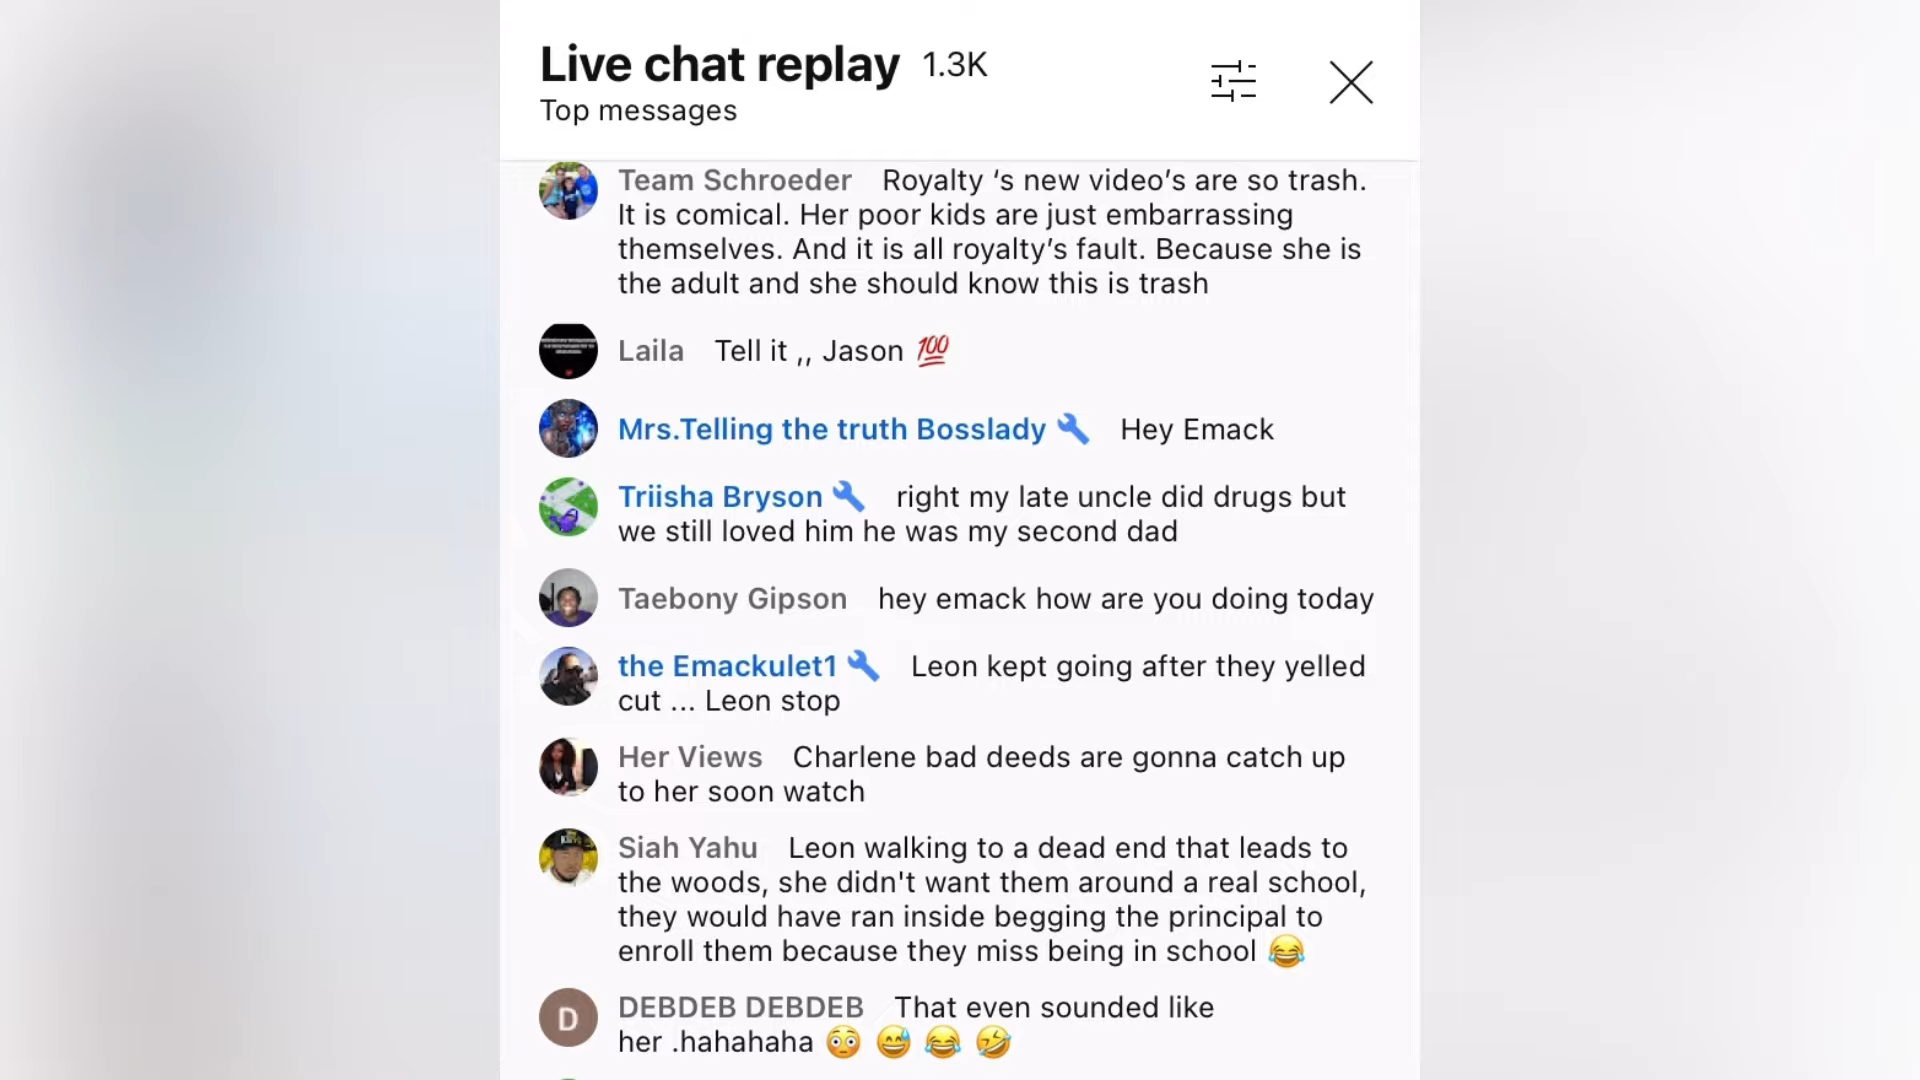 Live chat replay 1.3K
Top messages
Team Schroeder Royalty ‘s new video’s are so trash.
It is comical. Her poor kids are just embarrassing
themselves. And it is all royalty’s fault. Because she is
the adult and she should know this is trash
Laila Tell it ,, Jason 💯
Mrs.Telling the truth Bosslady 🔧 Hey Emack
Triisha Bryson 🔧 right my late uncle did drugs but
we still loved him he was my second dad
Taebony Gipson hey emack how are you doing today
the Emackulet1 🔧 Leon kept going after they yelled
cut ... Leon stop
Her Views Charlene bad deeds are gonna catch up
to her soon watch
Siah Yahu Leon walking to a dead end that leads to
the woods, she didn't want them around a real school,
they would have ran inside begging the principal to
enroll them because they miss being in school 😂
D DEBDEB DEBDEB That even sounded like
her .hahahaha 😳 😅 😂 🤣